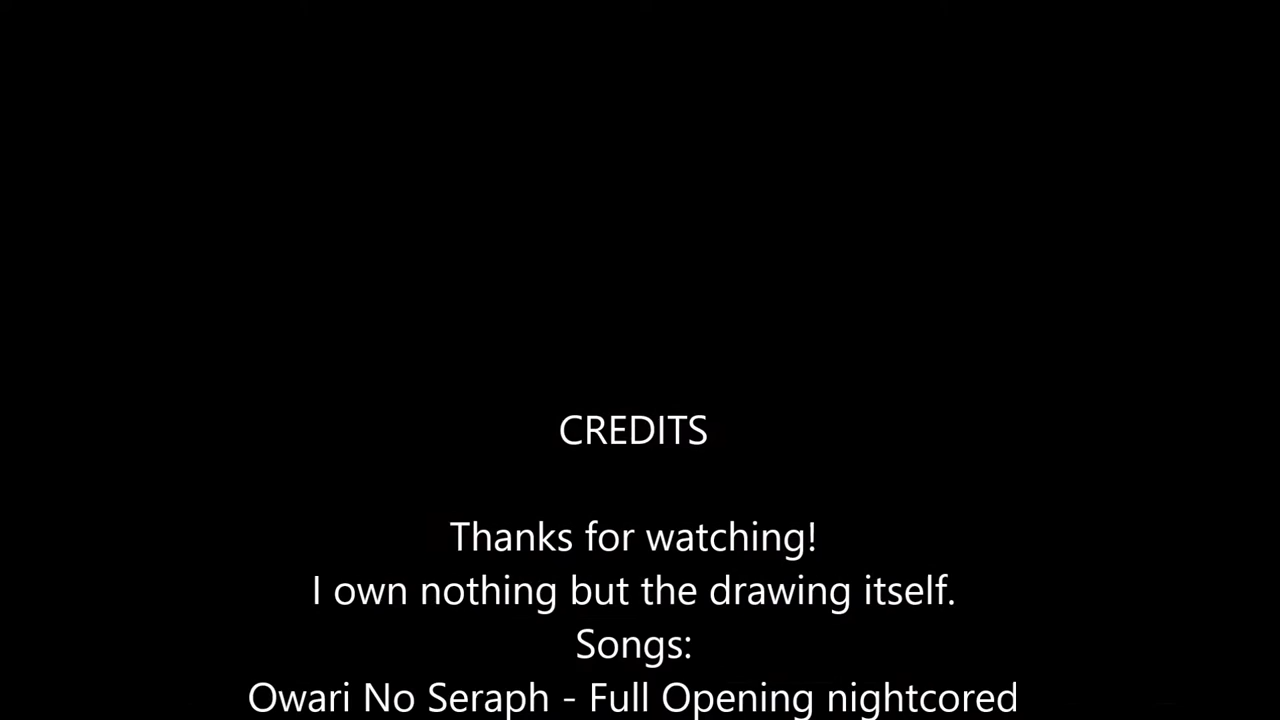 CREDITS
Thanks for watching!
I own nothing but the drawing itself.
Songs:
Owari No Seraph - Full Opening nightcored